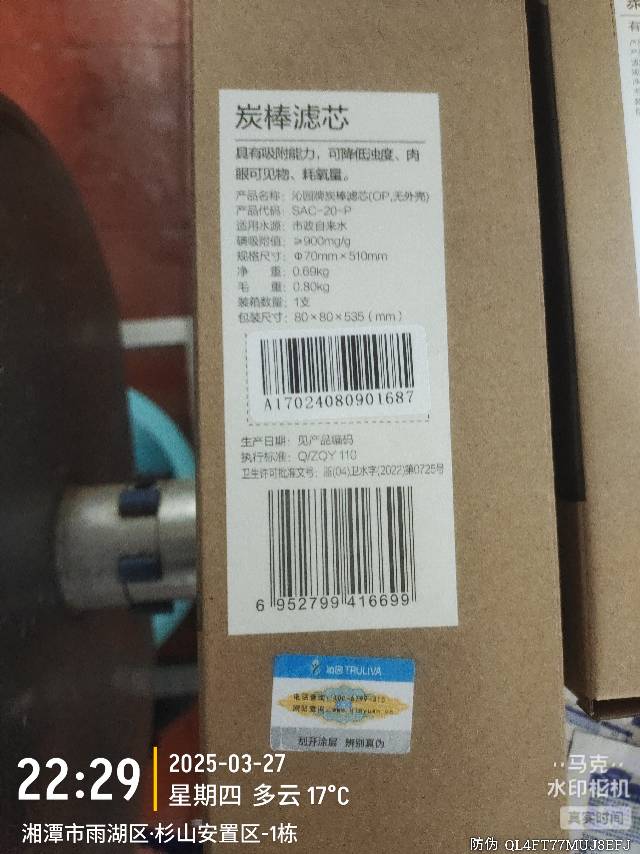 炭棒滤芯
具有吸附能力，可降低浊度、肉
眼可见物、耗氧量。
产品名称：沁园牌炭棒滤芯(OP,无外壳)
产品代码：SAC-20-P
适用水源：市政自来水
碘吸附值：≥900mg/g
规格尺寸：Φ70mm×510mm
净 重：0.69kg
毛 重：0.80kg
装箱数量：1支
包装尺寸：80×80×535（mm）
A17024080901687
生产日期：见产品编码
执行标准：Q/ZQY 110
卫生许可批准文号：浙(04)卫水字(2022)第0725号
6 952799 416699
沁园 TRULIVA
刮开涂层 辨别真伪
22:29
2025-03-27
星期四 多云 17°C
湘潭市雨湖区·杉山安置区-1栋
马克
水印相机
真实时间
防伪 QL4FT77MUJ8EFJ